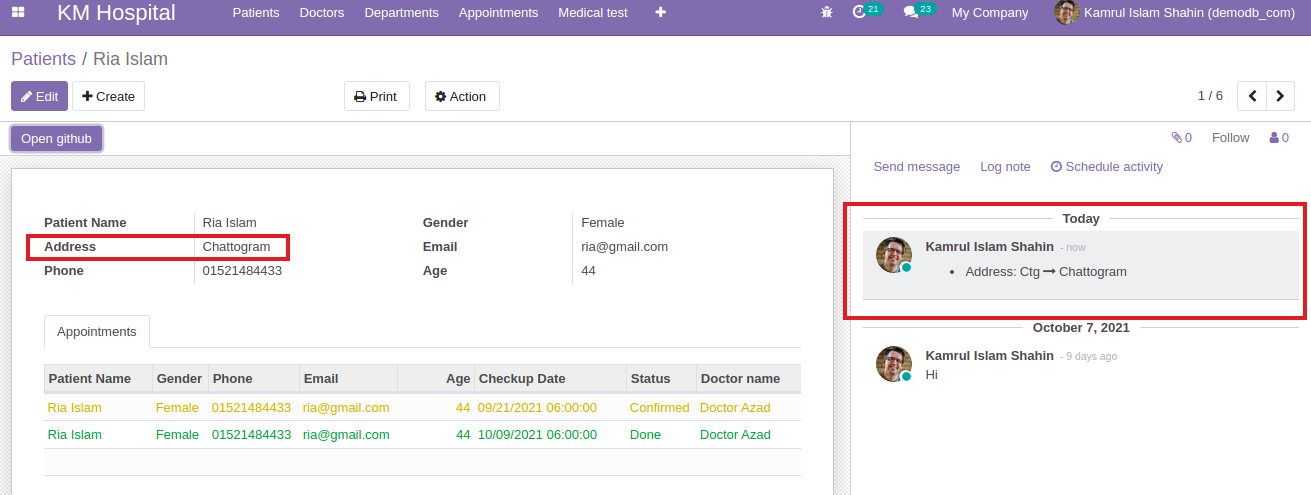 KM Hospital Patients Doctors Departments Appointments Medical test 21 23 My Company Kamrul Islam Shahin (demodb_com)
Patients / Ria Islam
Edit Create Print Action 1 / 6
Open github 0 Follow 0
Send message Log note Schedule activity
Patient Name Ria Islam Gender Female
Address Chattogram Email ria@gmail.com
Phone 01521484433 Age 44
Today
Kamrul Islam Shahin - now
• Address: Ctg → Chattogram
October 7, 2021
Kamrul Islam Shahin - 9 days ago
Hi
Appointments
Patient Name Gender Phone Email Age Checkup Date Status Doctor name
Ria Islam Female 01521484433 ria@gmail.com 44 09/21/2021 06:00:00 Confirmed Doctor Azad
Ria Islam Female 01521484433 ria@gmail.com 44 10/09/2021 06:00:00 Done Doctor Azad